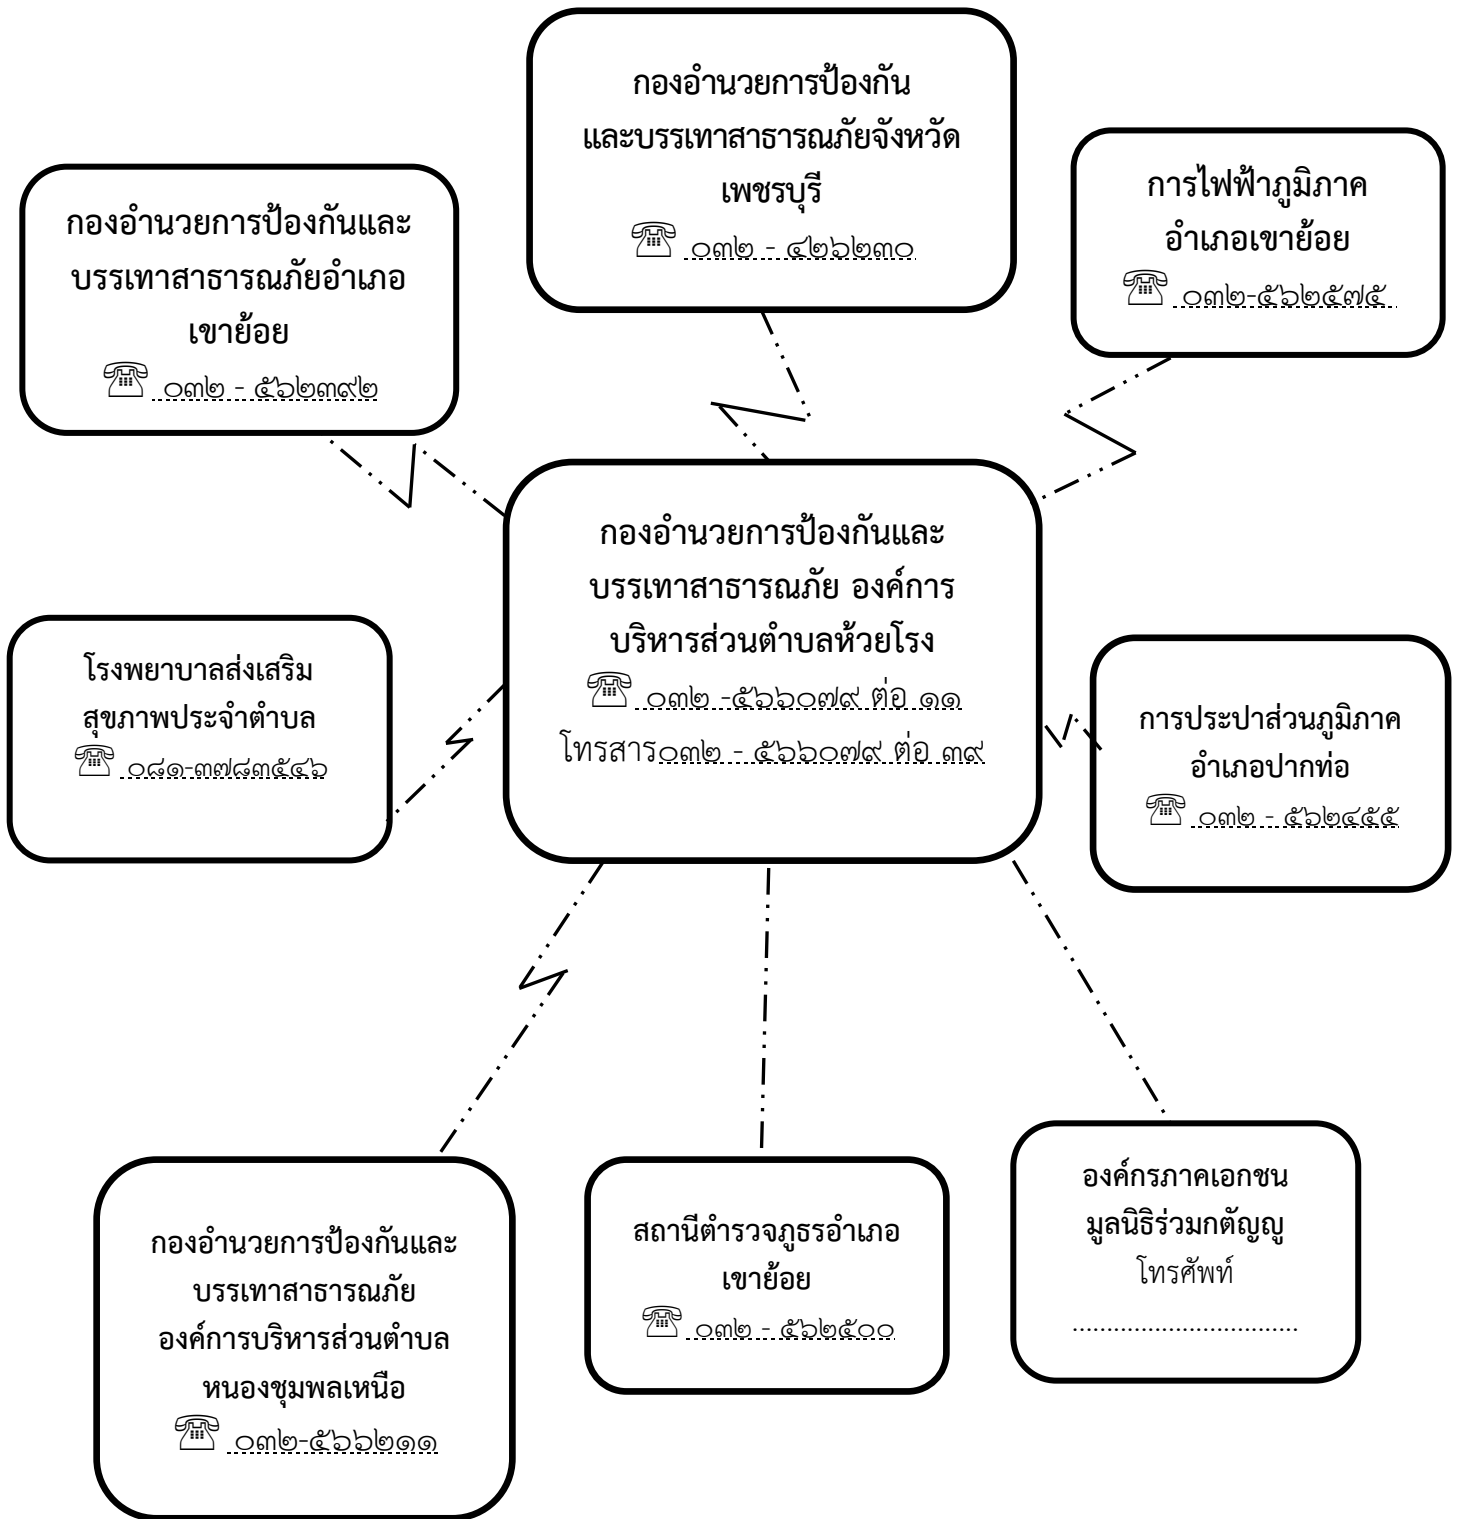 กองอำนวยการป้องกัน
และบรรเทาสาธารณภัยจังหวัด
เพชรบุรี
☏ ๐๓๒ - ๔๒๖๒๓๐
การไฟฟ้าภูมิภาค
อำเภอเขาย้อย
☏ ๐๓๒-๕๖๒๕๗๕
กองอำนวยการป้องกันและ
บรรเทาสาธารณภัยอำเภอ
เขาย้อย
☏ ๐๓๒ - ๕๖๒๓๙๒
กองอำนวยการป้องกันและ
บรรเทาสาธารณภัย องค์การ
บริหารส่วนตำบลห้วยโรง
☏ ๐๓๒ -๕๖๖๐๗๙ ต่อ ๑๑
โทรสาร๐๓๒ - ๕๖๖๐๗๙ ต่อ ๓๙
โรงพยาบาลส่งเสริม
สุขภาพประจำตำบล
☏ ๐๘๑-๓๗๘๓๕๔๖
การประปาส่วนภูมิภาค
อำเภอปากท่อ
☏ ๐๓๒ - ๕๖๒๔๕๕
กองอำนวยการป้องกันและ
บรรเทาสาธารณภัย
องค์การบริหารส่วนตำบล
หนองชุมพลเหนือ
☏ ๐๓๒-๕๖๖๒๑๑
สถานีตำรวจภูธรอำเภอ
เขาย้อย
☏ ๐๓๒ - ๕๖๒๕๐๐
องค์กรภาคเอกชน
มูลนิธิร่วมกตัญญู
โทรศัพท์
.................................